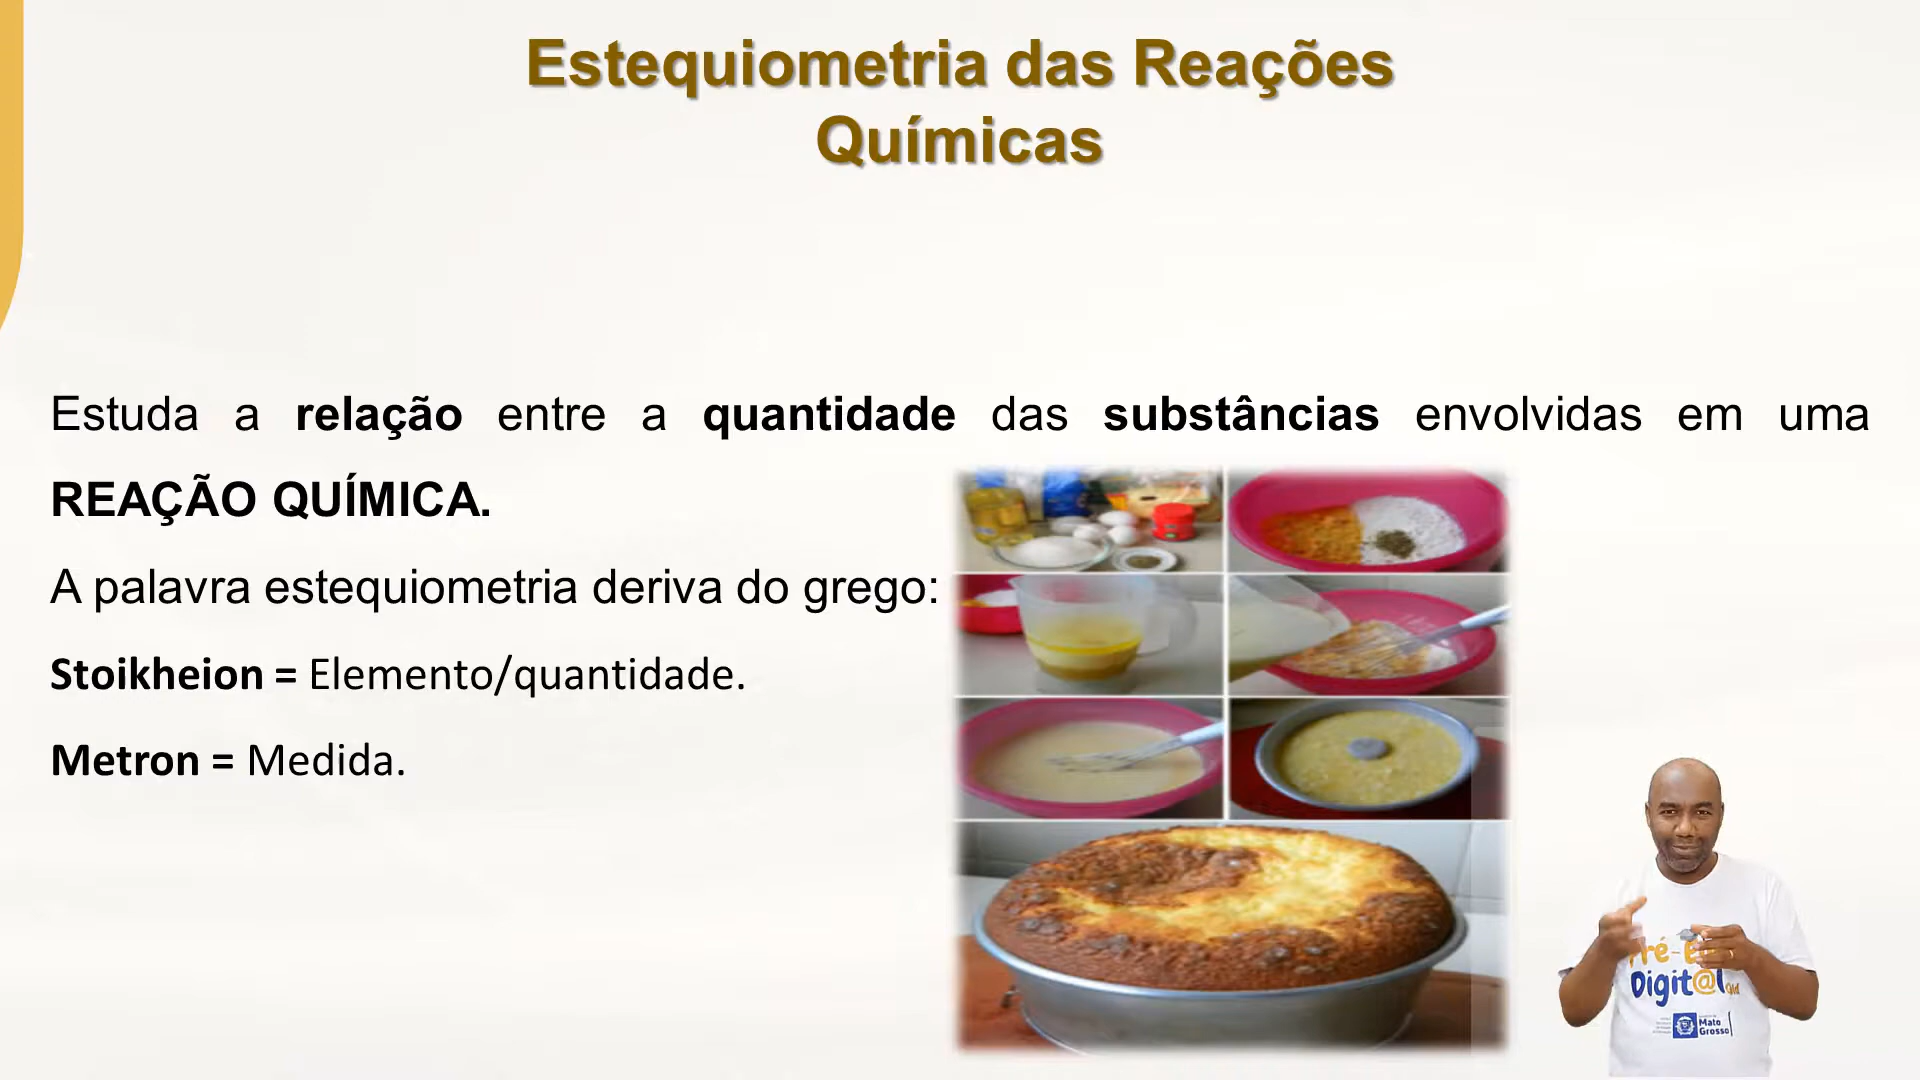 Estequiometria das Reações
Químicas
Estuda a relação entre a quantidade das substâncias envolvidas em uma
REAÇÃO QUÍMICA.
A palavra estequiometria deriva do grego:
Stoikheion = Elemento/quantidade.
Metron = Medida.
Digit@l
Mato
Grosso